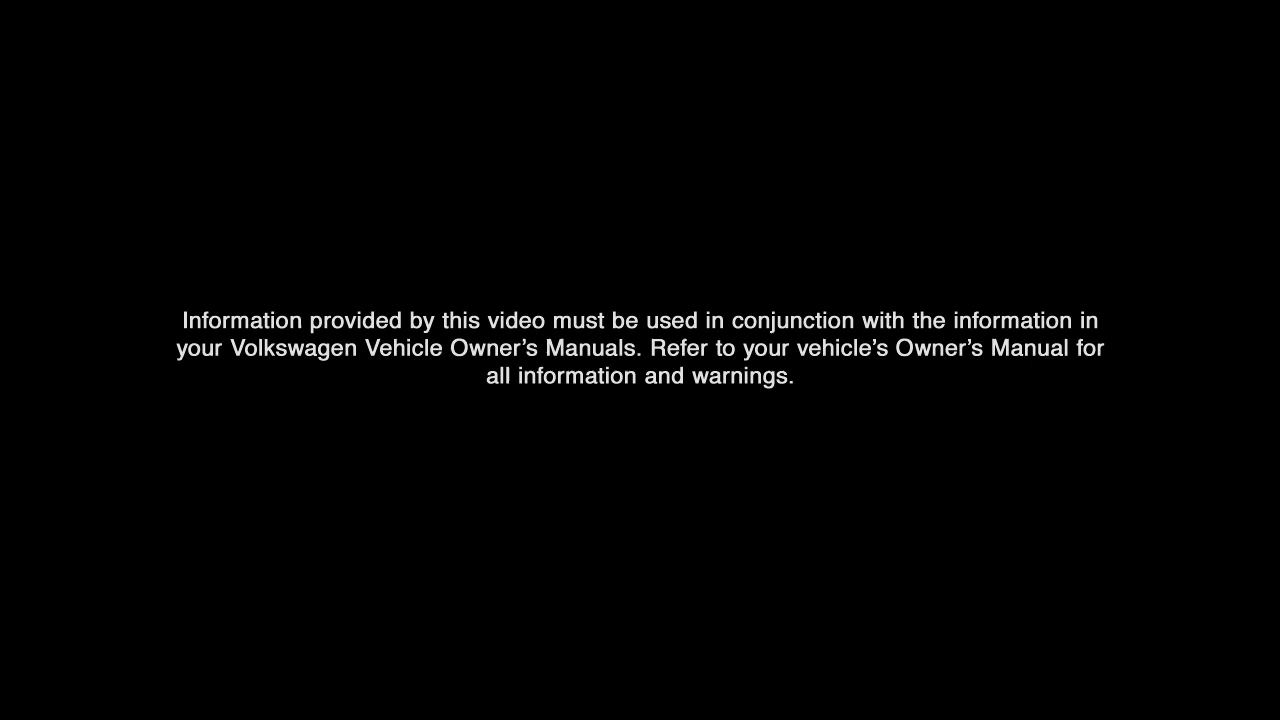 Information provided by this video must be used in conjunction with the information in
your Volkswagen Vehicle Owner’s Manuals. Refer to your vehicle’s Owner’s Manual for
all information and warnings.